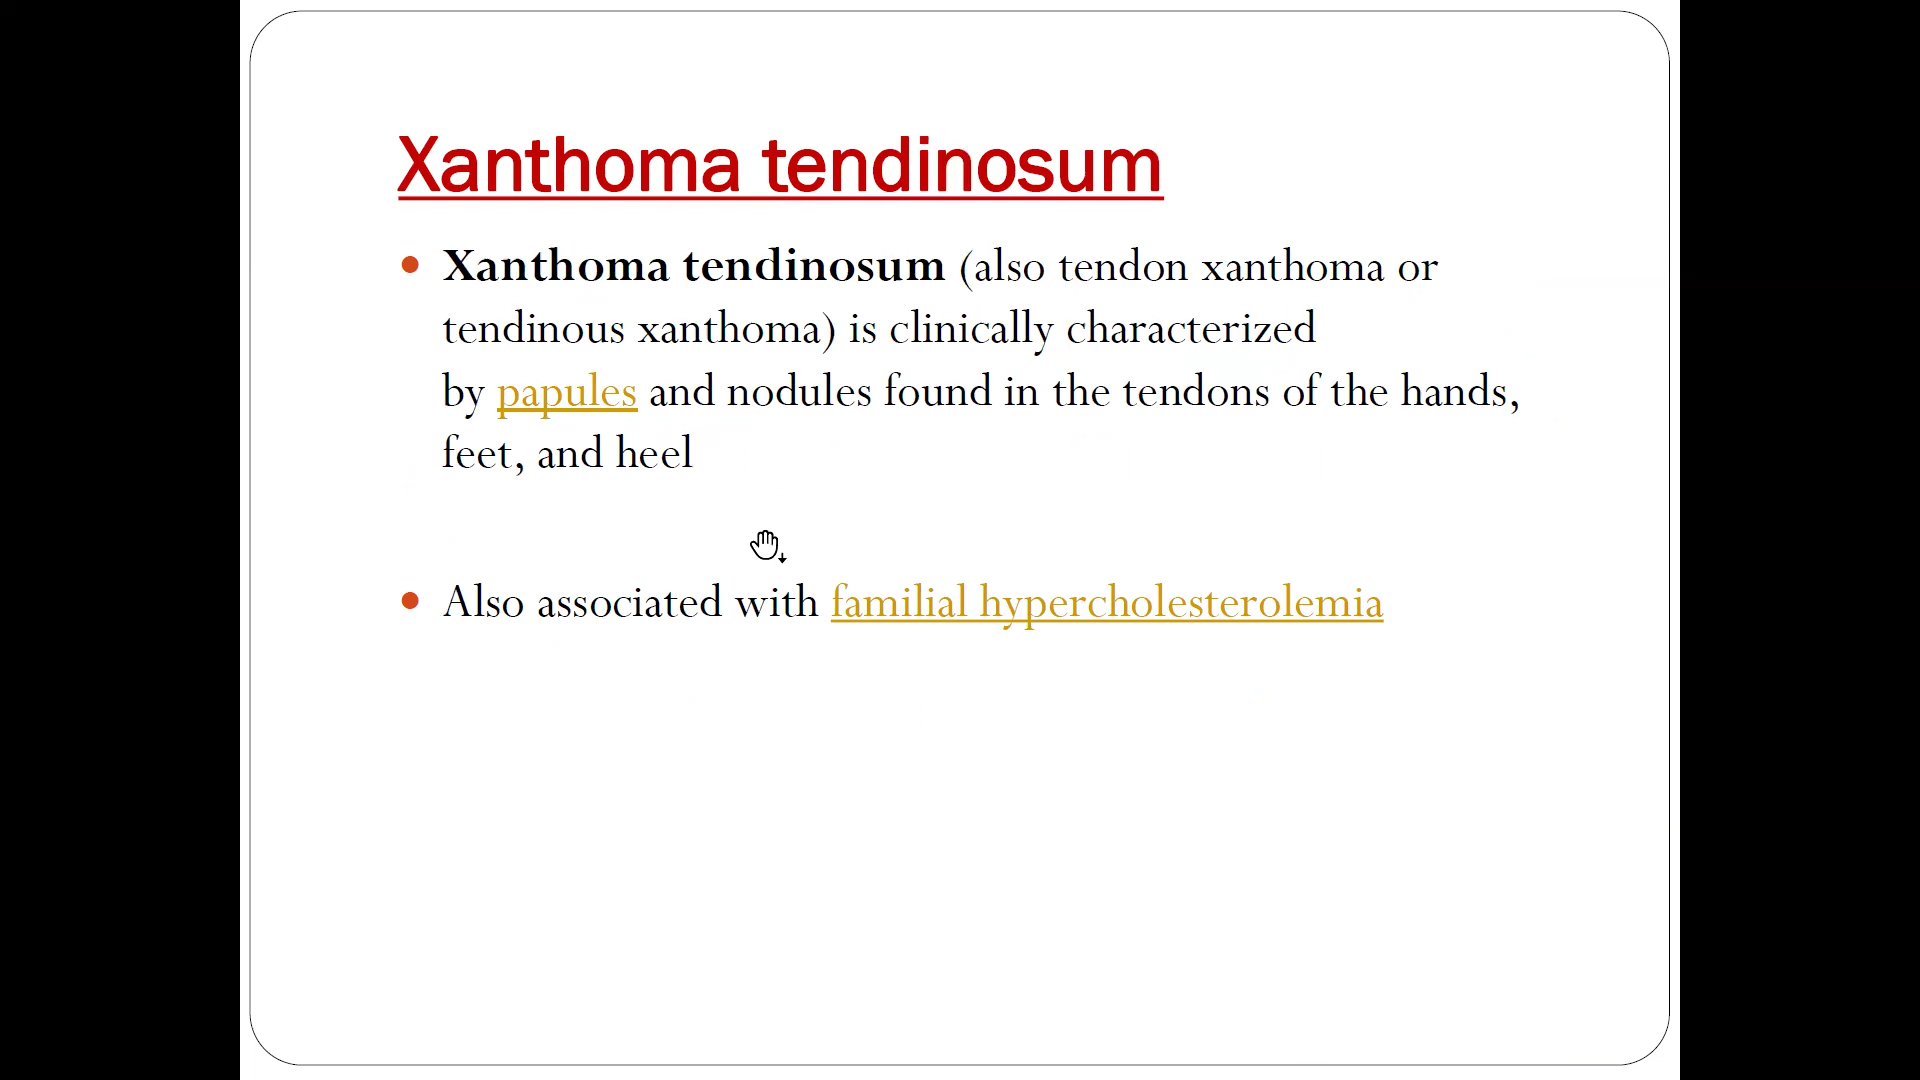 Xanthoma tendinosum
• Xanthoma tendinosum (also tendon xanthoma or
tendinous xanthoma) is clinically characterized
by papules and nodules found in the tendons of the hands,
feet, and heel
• Also associated with familial hypercholesterolemia